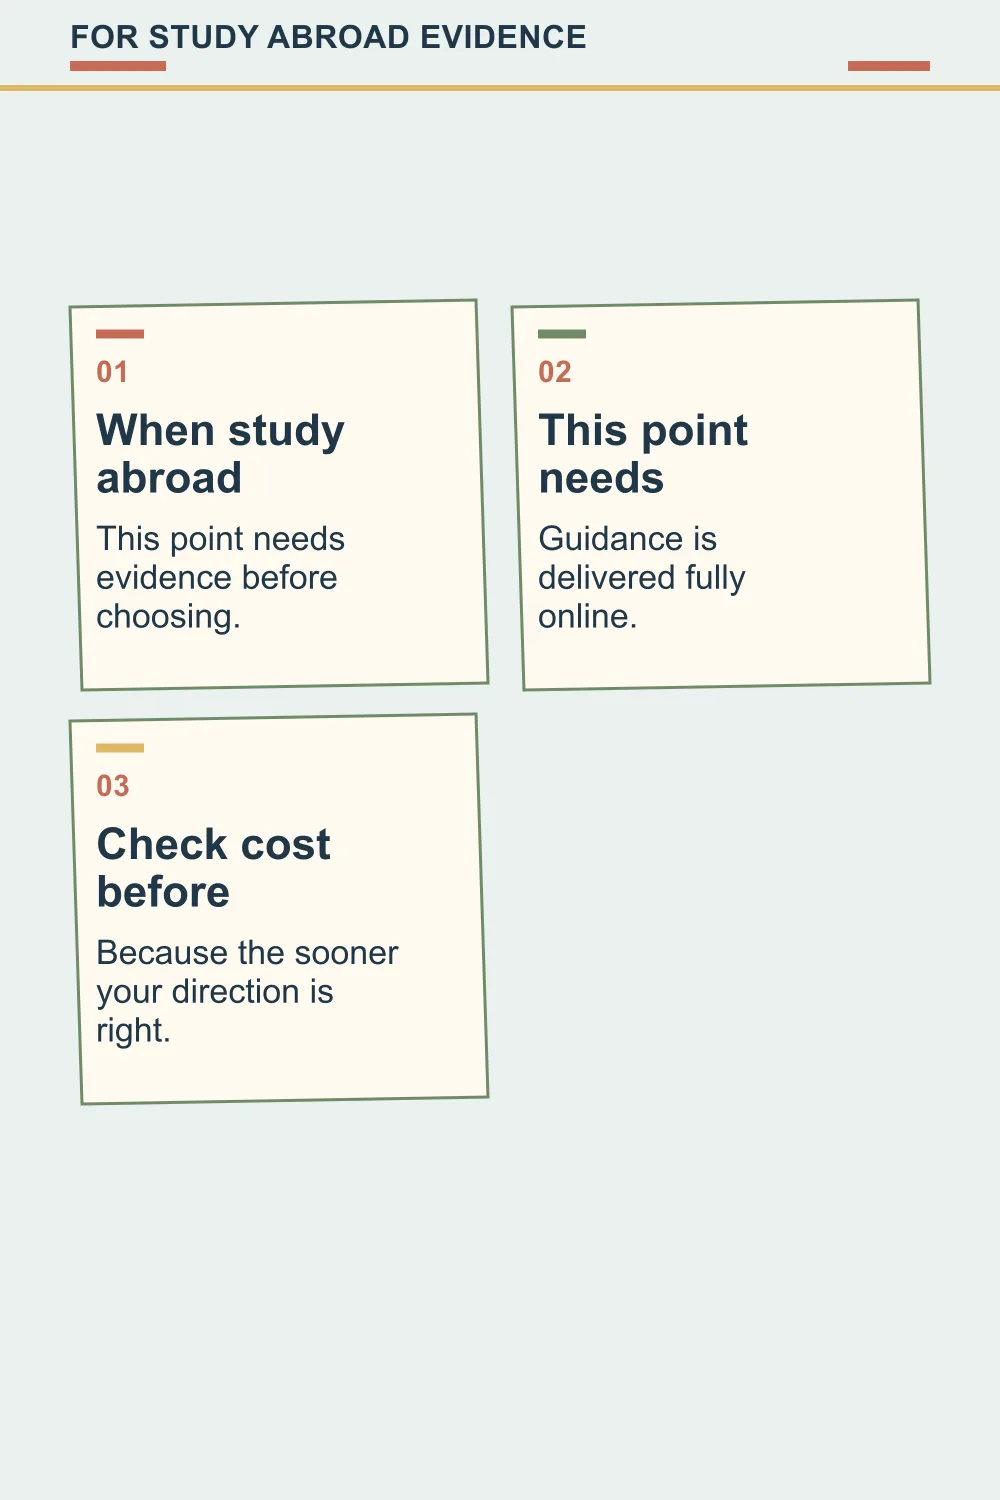 FOR STUDY ABROAD EVIDENCE
01
When study
abroad
This point needs
evidence before
choosing.
02
This point
needs
Guidance is
delivered fully
online.
03
Check cost
before
Because the sooner
your direction is
right.